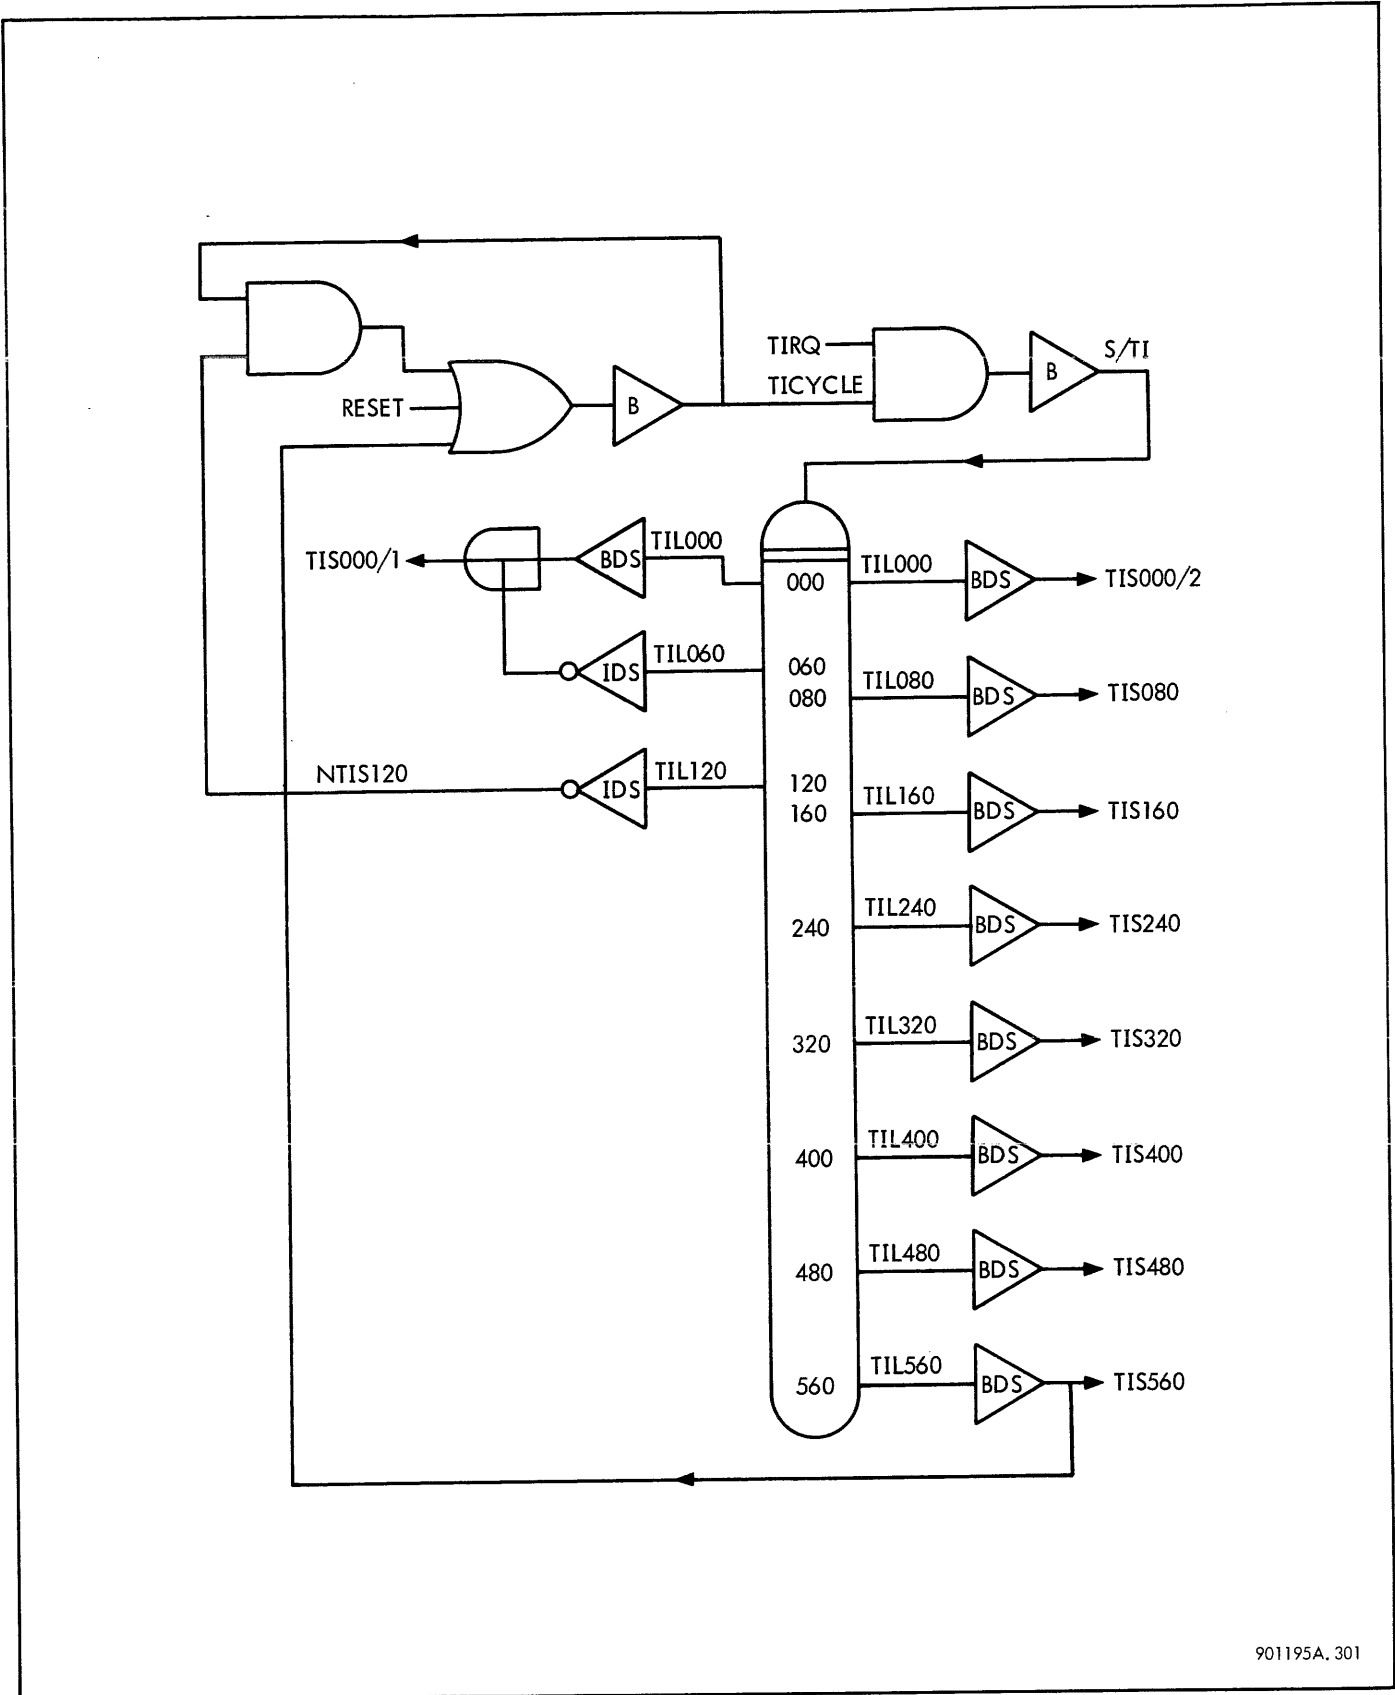 TIRQ
S/TI
B
TICYCLE
RESET
B
TIS000/1
BDS
TIL000
000
TIL000
BDS
TIS000/2
IDS
TIL060
060
080
TIL080
BDS
TIS080
NTIS120
IDS
TIL120
120
160
TIL160
BDS
TIS160
240
TIL240
BDS
TIS240
320
TIL320
BDS
TIS320
400
TIL400
BDS
TIS400
480
TIL480
BDS
TIS480
560
TIL560
BDS
TIS560
901195A.301